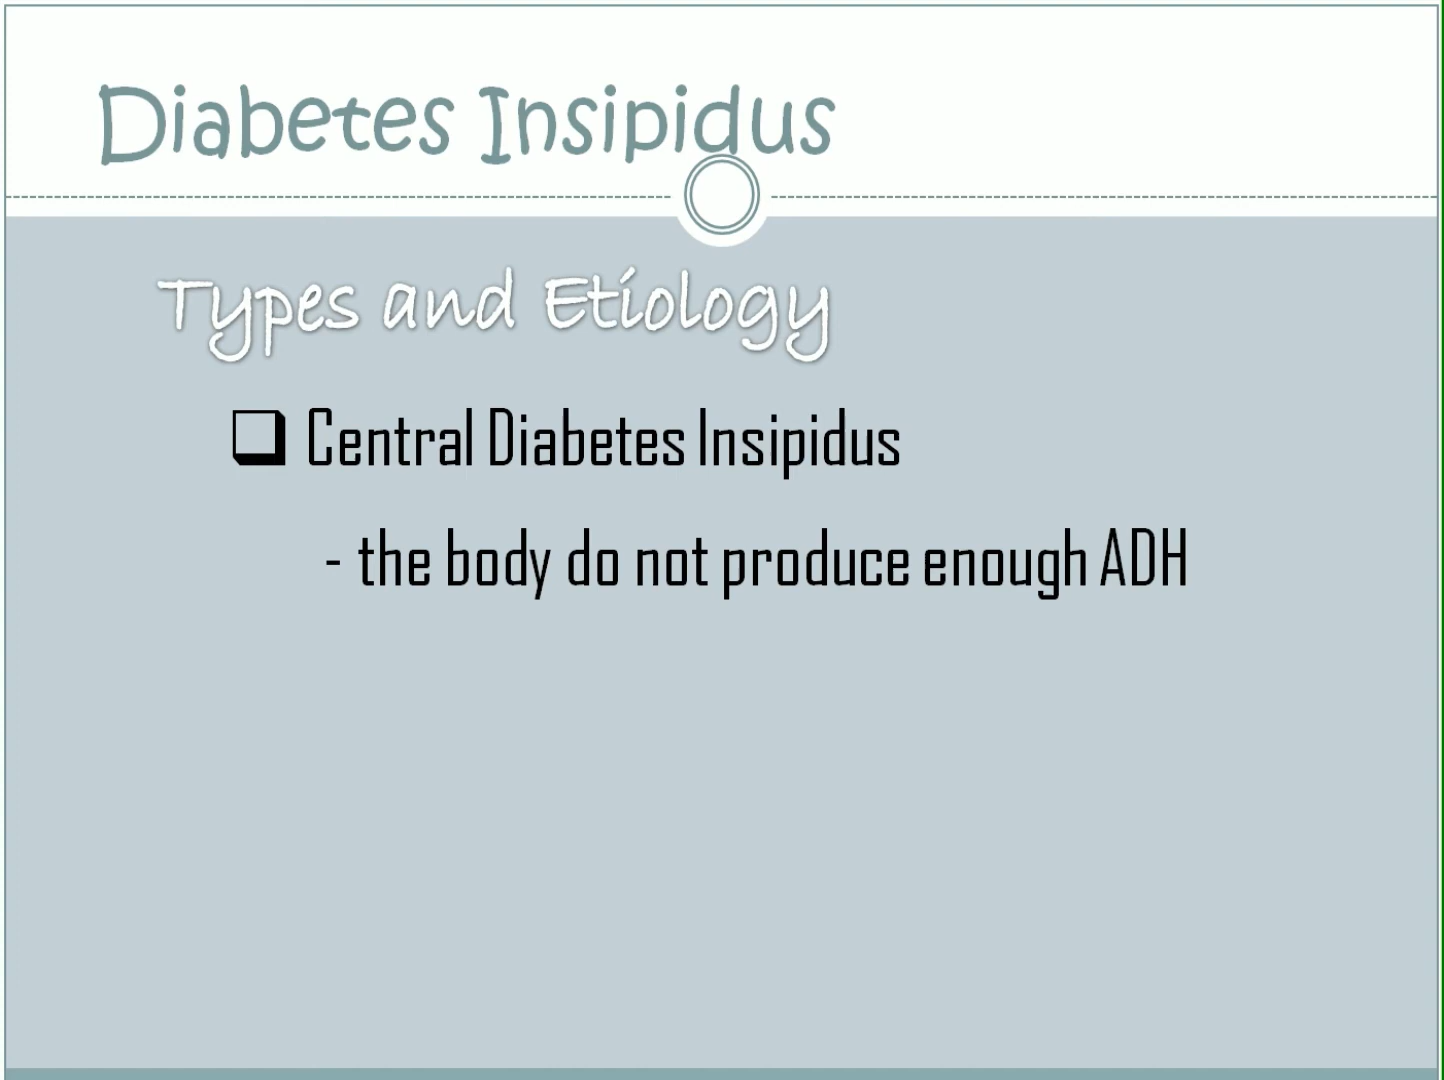 Diabetes Insipidus
Types and Etiology
Central Diabetes Insipidus
- the body do not produce enough ADH